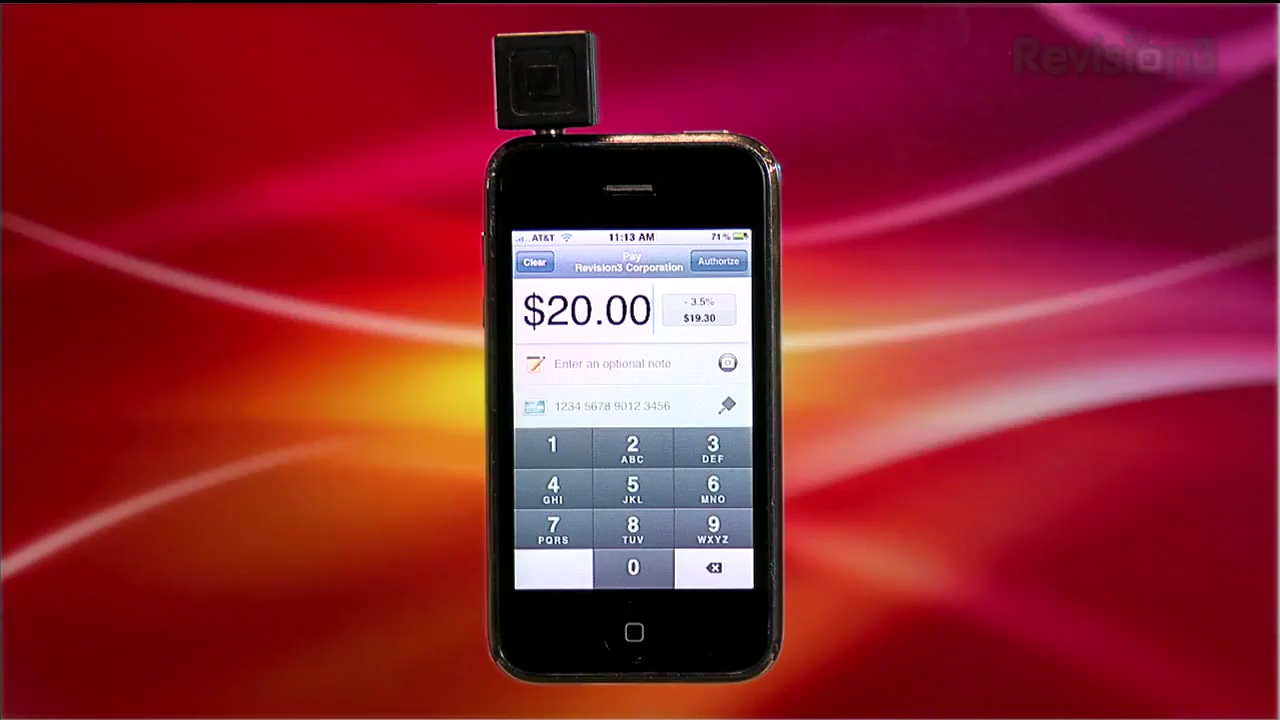 Revision3
AT&T 11:13 AM 71%
Clear Pay Authorize
Revision3 Corporation
$20.00 - 3.5%
$19.30
Enter an optional note
1234 5678 9012 3456
1 2 3
ABC DEF
4 5 6
GHI JKL MNO
7 8 9
PQRS TUV WXYZ
0